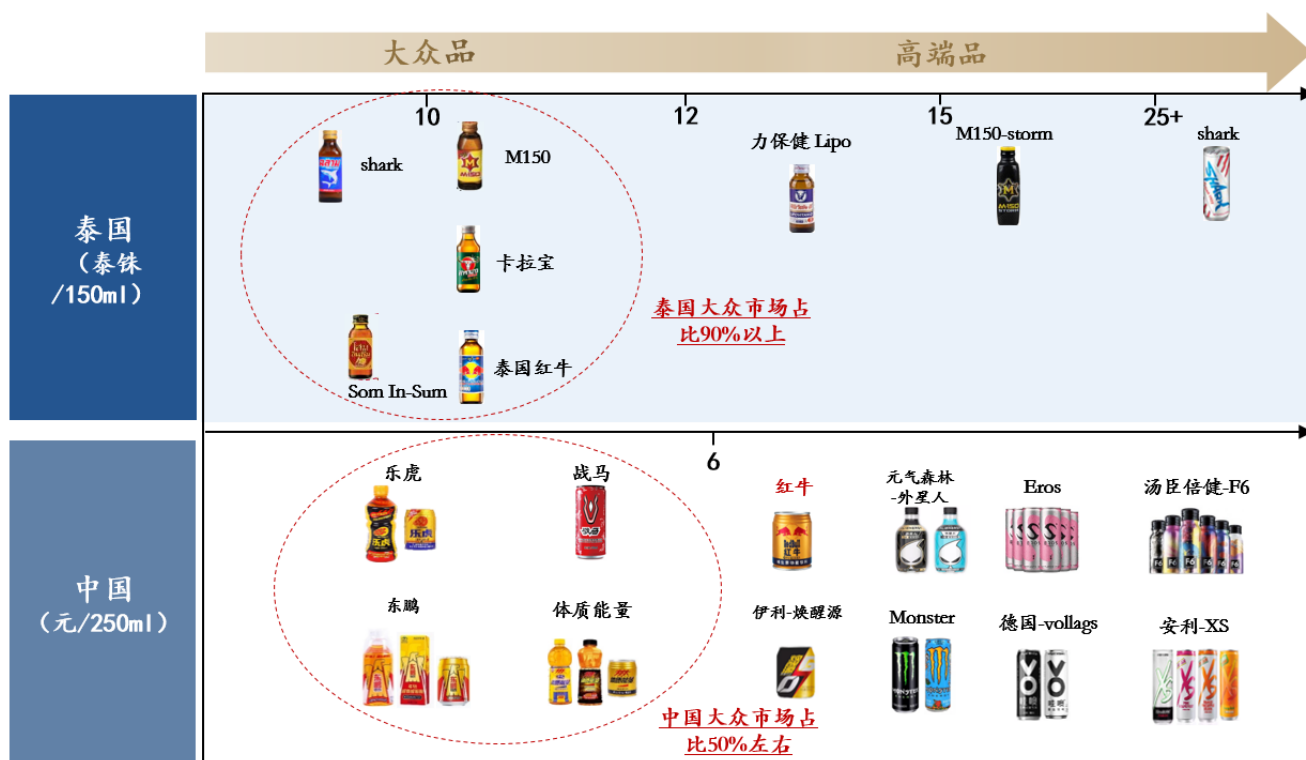 大众品
高端品
泰国
（泰铢
/150ml）
10
12
15
25+
shark
M150
力保健 Lipo
M150-storm
shark
卡拉宝
泰国大众市场占
比90%以上
Som In-Sum
泰国红牛
中国
（元/250ml）
6
乐虎
战马
红牛
元气森林
-外星人
Eros
汤臣倍健-F6
东鹏
体质能量
伊利-焕醒源
Monster
德国-vollags
安利-XS
中国大众市场占
比50%左右